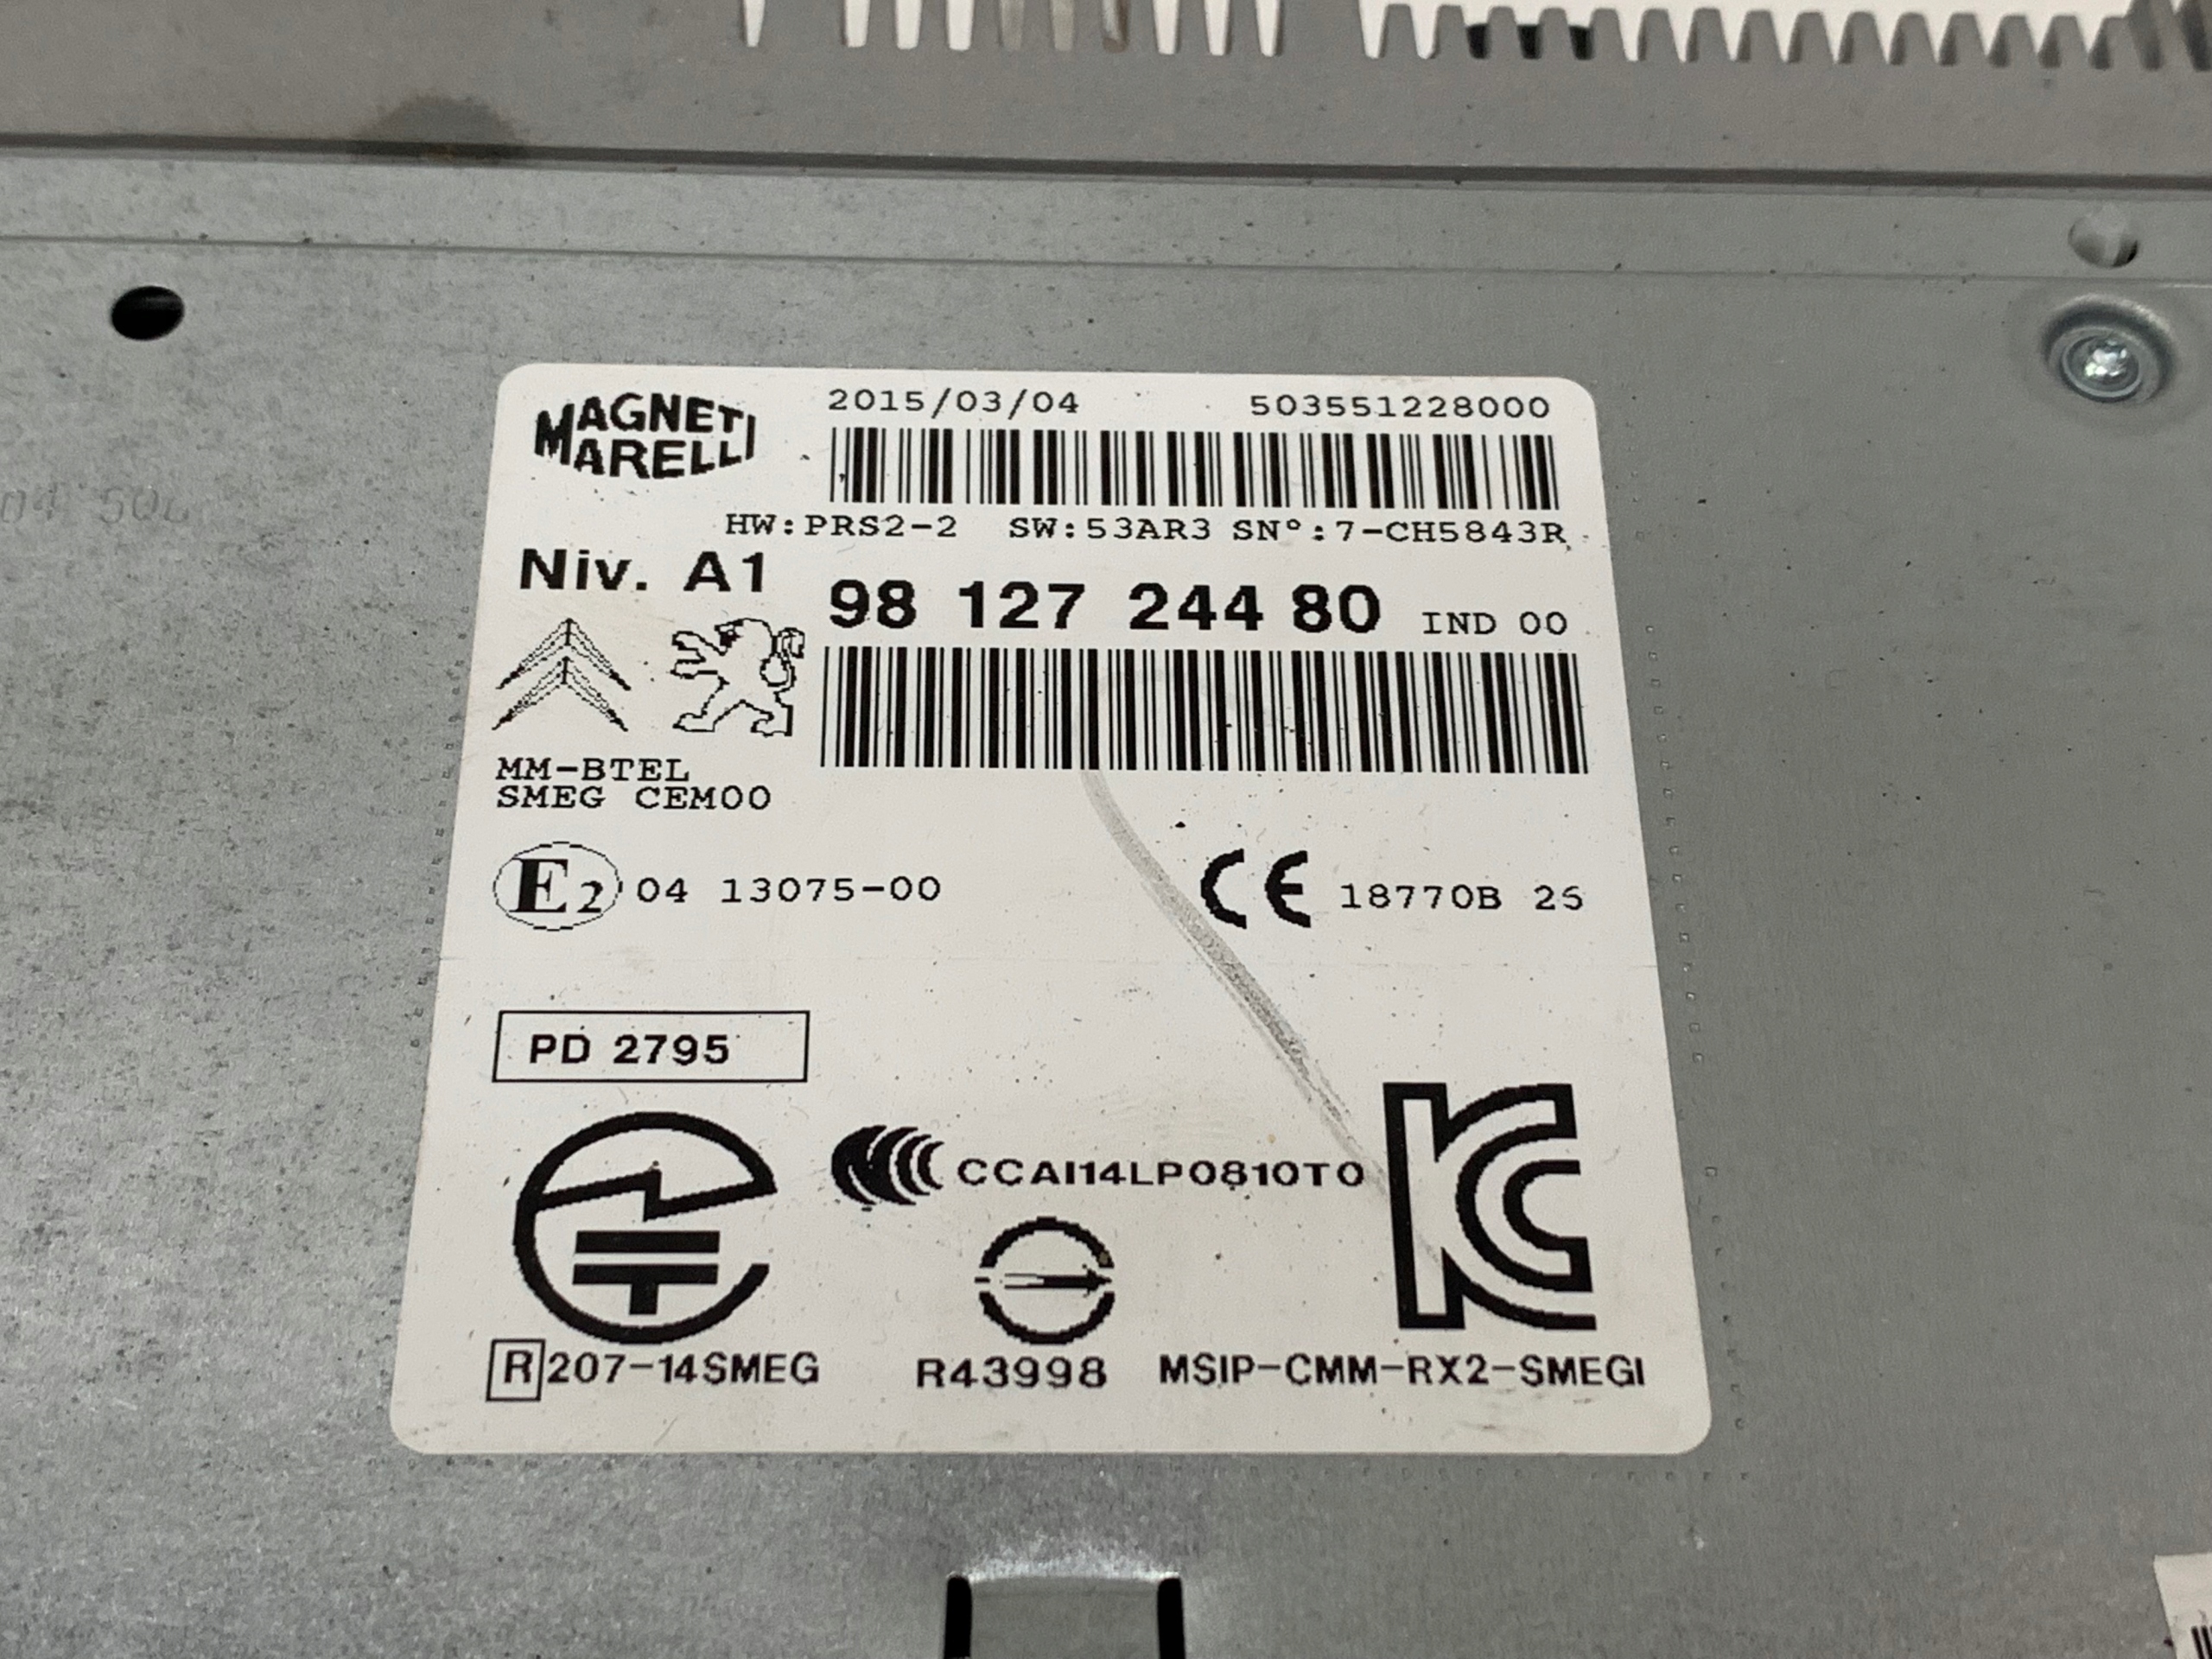 MAGNETI
MARELLI
2015/03/04 503551228000
HW:PRS2-2 SW:53AR3 SN°:7-CH5843R
Niv. A1
98 127 244 80 IND 00
MM-BTEL
SMEG CEM00
E2 04 13075-00
CE 18770B 26
PD 2795
CCAI14LP0810T0
R 207-14SMEG
R43998
MSIP-CMM-RX2-SMEGI